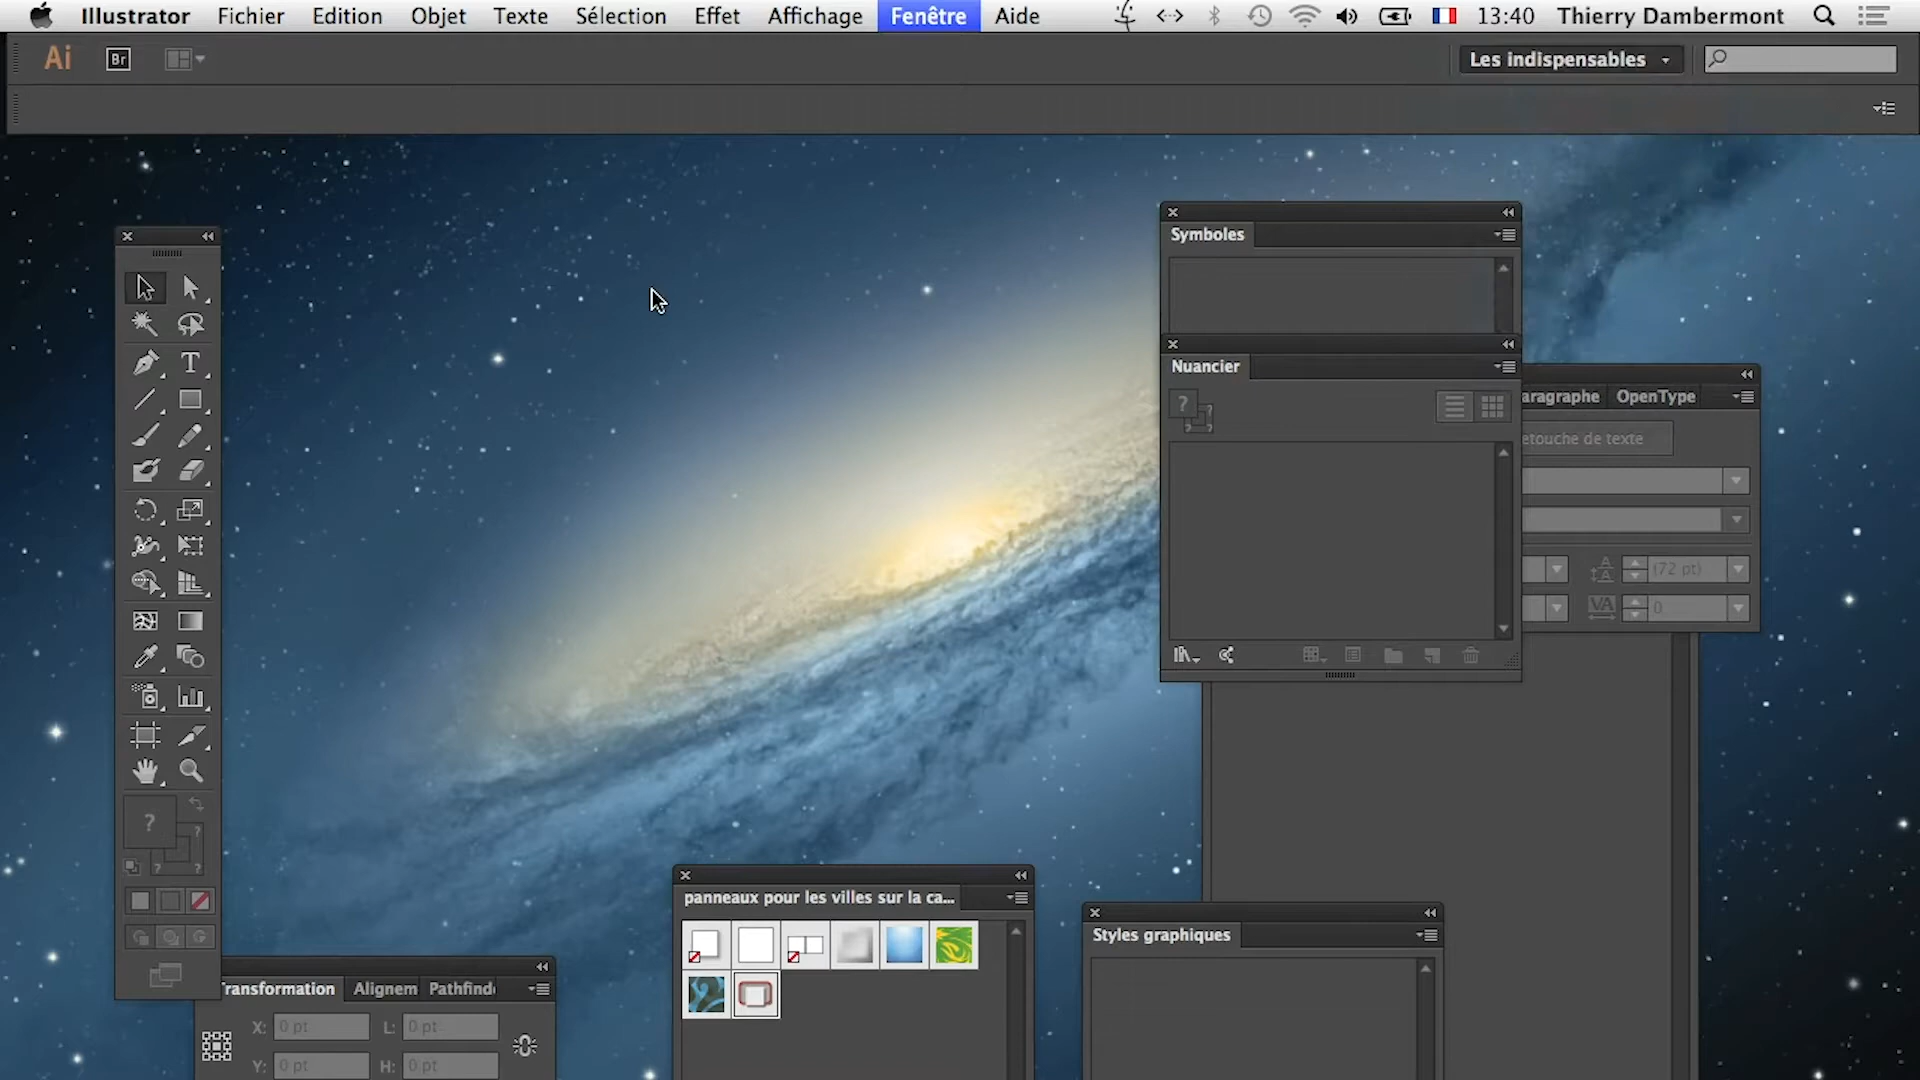 Illustrator Fichier Edition Objet Texte Sélection Effet Affichage Fenêtre Aide 13:40 Thierry Dambermont
Ai Br Les indispensables
Symboles
Nuancier
?
aragraphe OpenType
etouche de texte
(72 pt)
VA 0
T
?
?
? ?
panneaux pour les villes sur la ca...
Styles graphiques
Transformation Alignem Pathfind
X: 0 pt L: 0 pt
Y: 0 pt H: 0 pt